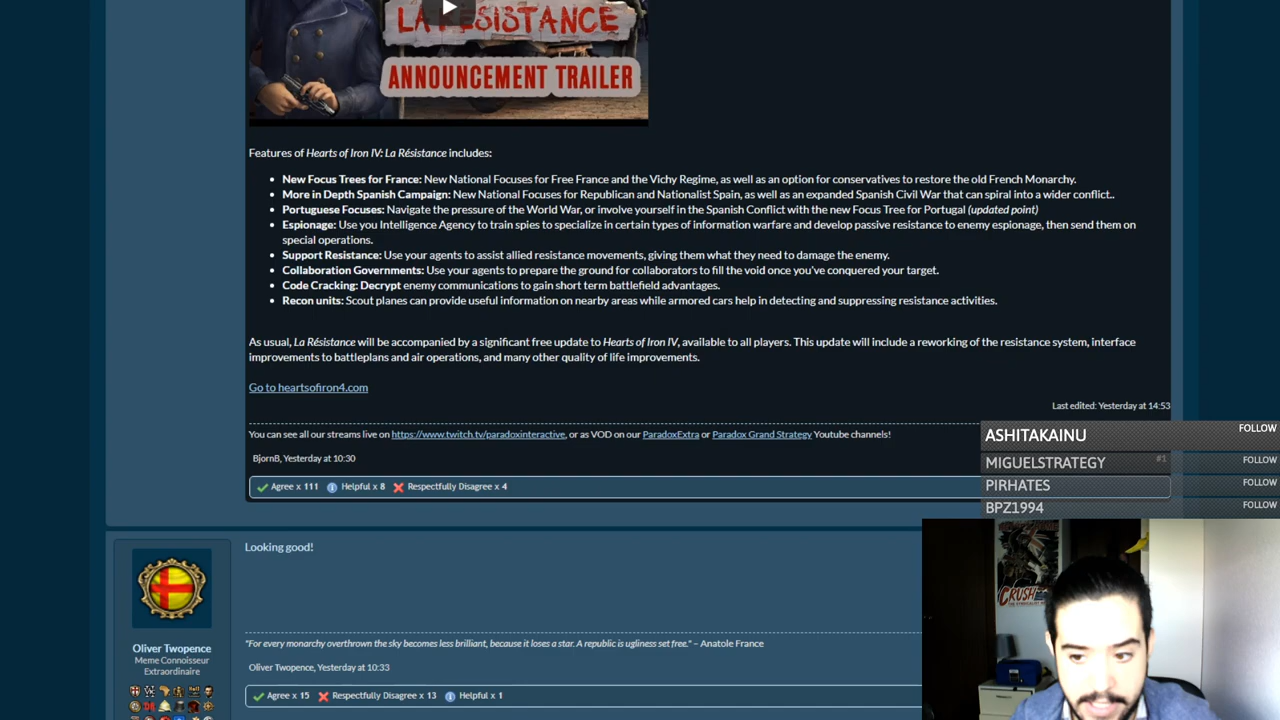 LA RESISTANCE
ANNOUNCEMENT TRAILER
Features of Hearts of Iron IV: La Résistance includes:
New Focus Trees for France: New National Focuses for Free France and the Vichy Regime, as well as an option for conservatives to restore the old French Monarchy.
More in Depth Spanish Campaign: New National Focuses for Republican and Nationalist Spain, as well as an expanded Spanish Civil War that can spiral into a wider conflict..
Portuguese Focuses: Navigate the pressure of the World War, or involve yourself in the Spanish Conflict with the new Focus Tree for Portugal (updated point)
Espionage: Use you Intelligence Agency to train spies to specialize in certain types of information warfare and develop passive resistance to enemy espionage, then send them on
special operations.
Support Resistance: Use your agents to assist allied resistance movements, giving them what they need to damage the enemy.
Collaboration Governments: Use your agents to prepare the ground for collaborators to fill the void once you've conquered your target.
Code Cracking: Decrypt enemy communications to gain short term battlefield advantages.
Recon units: Scout planes can provide useful information on nearby areas while armored cars help in detecting and suppressing resistance activities.
As usual, La Résistance will be accompanied by a significant free update to Hearts of Iron IV, available to all players. This update will include a reworking of the resistance system, interface
improvements to battleplans and air operations, and many other quality of life improvements.
Go to heartsofiron4.com
Last edited: Yesterday at 14:53
You can see all our streams live on https://www.twitch.tv/paradoxinteractive, or as VOD on our ParadoxExtra or Paradox Grand Strategy Youtube channels!
BjornB, Yesterday at 10:30
#1
Agree x 111 Helpful x 8 Respectfully Disagree x 4
ASHITAKAINU FOLLOW
MIGUELSTRATEGY FOLLOW
PIRHATES FOLLOW
BPZ1994 FOLLOW
Looking good!
"For every monarchy overthrown the sky becomes less brilliant, because it loses a star. A republic is ugliness set free." – Anatole France
Oliver Twopence, Yesterday at 10:33
Agree x 15 Respectfully Disagree x 13 Helpful x 1
Oliver Twopence
Meme Connoisseur
Extraordinaire
CRUSH